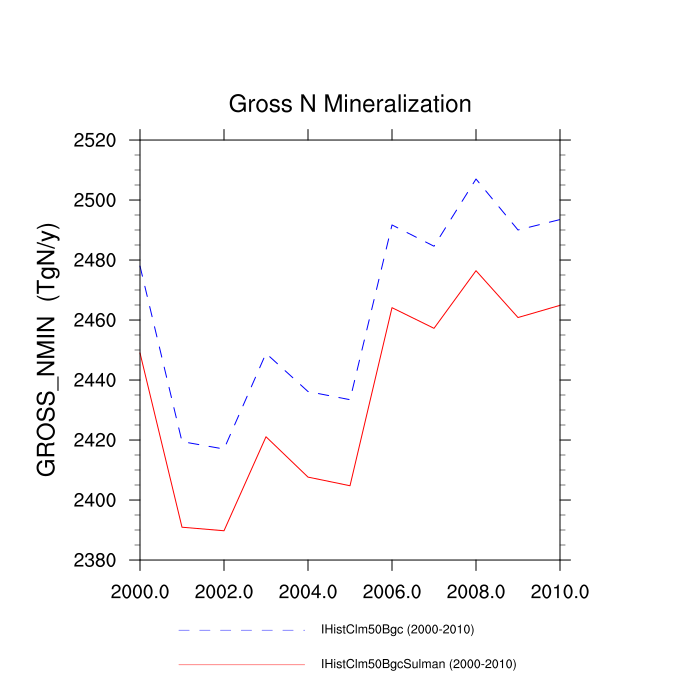 Gross N Mineralization
GROSS_NMIN (TgN/y)
2520
2500
2480
2460
2440
2420
2400
2380
2000.0 2002.0 2004.0 2006.0 2008.0 2010.0
IHistClm50Bgc (2000-2010)
IHistClm50BgcSulman (2000-2010)